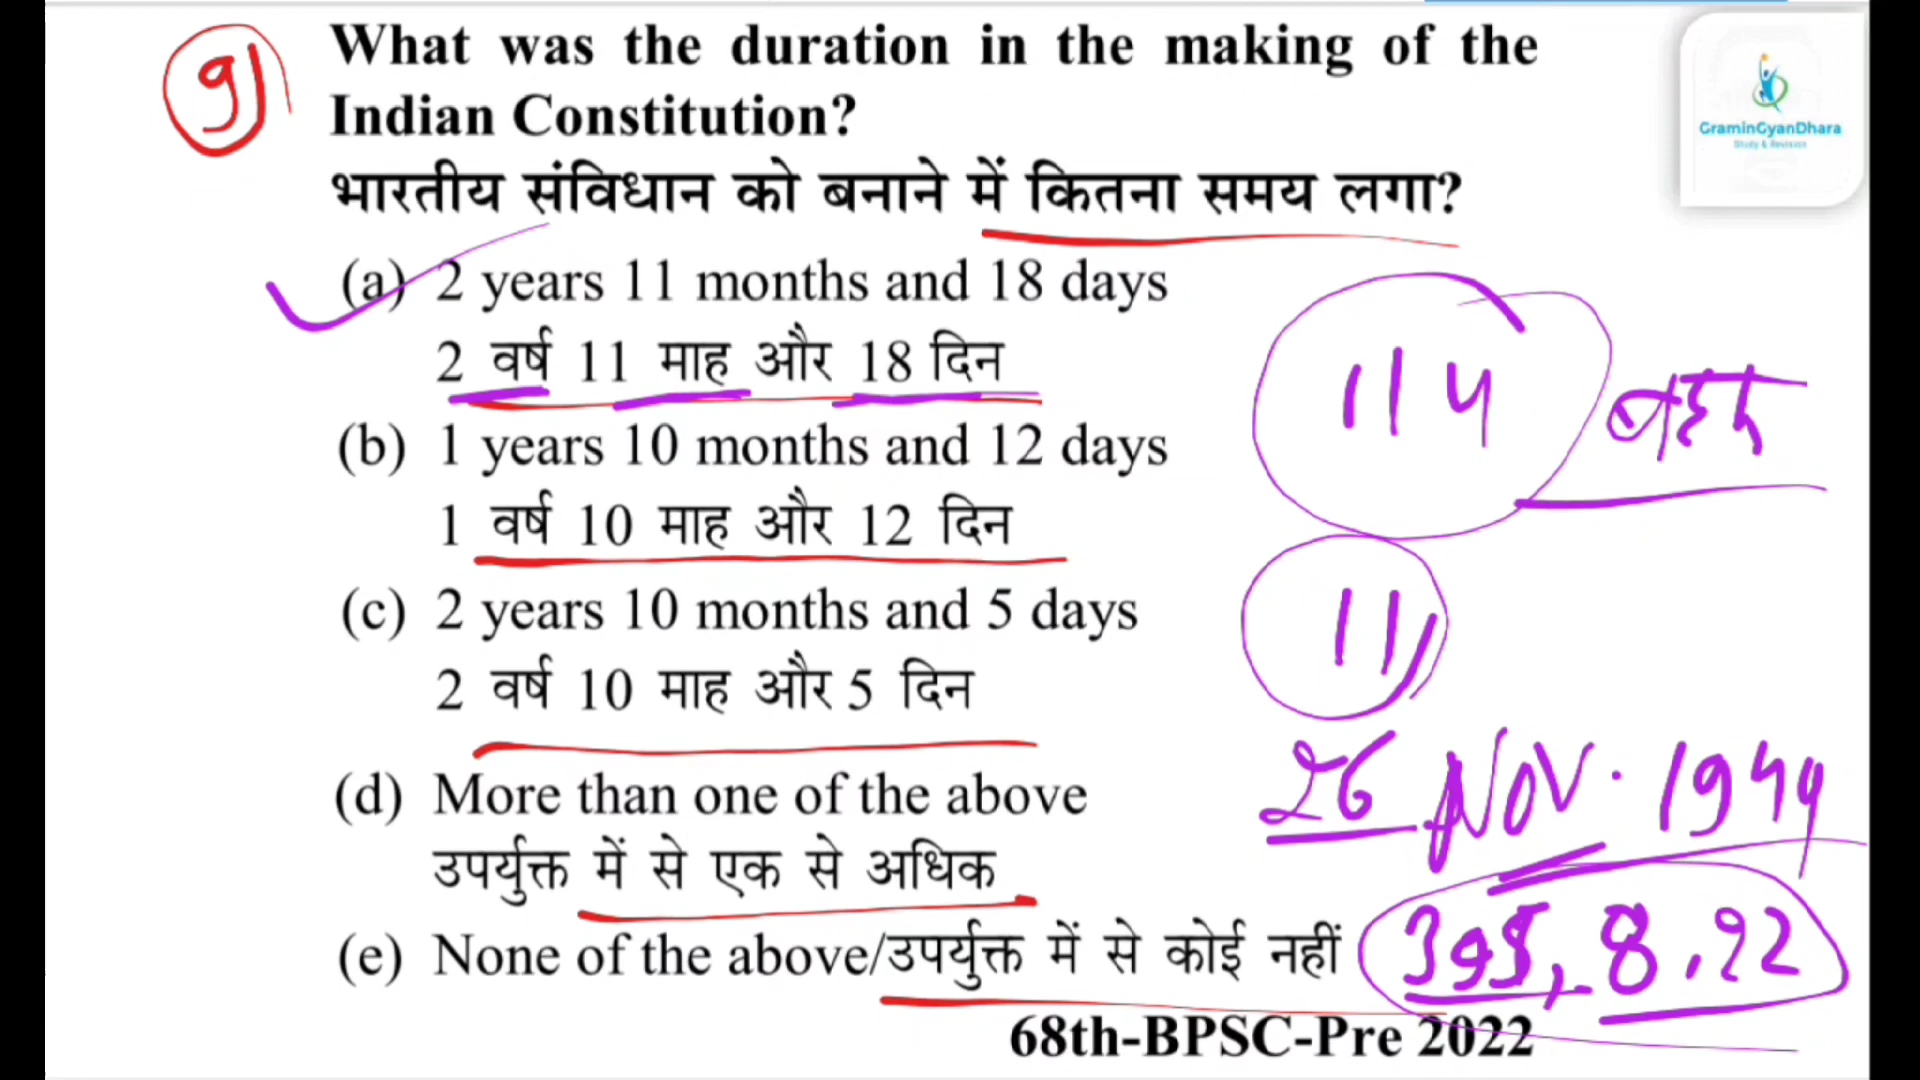 9)
What was the duration in the making of the
Indian Constitution?
भारतीय संविधान को बनाने में कितना समय लगा?
(a) 2 years 11 months and 18 days
2 वर्ष 11 माह और 18 दिन
(b) 1 years 10 months and 12 days
1 वर्ष 10 माह और 12 दिन
(c) 2 years 10 months and 5 days
2 वर्ष 10 माह और 5 दिन
(d) More than one of the above
उपर्युक्त में से एक से अधिक
(e) None of the above/उपर्युक्त में से कोई नहीं
68th-BPSC-Pre 2022
GraminGyanDhara
Study & Revision
114
11
26 Nov. 1949
395, 8, 22